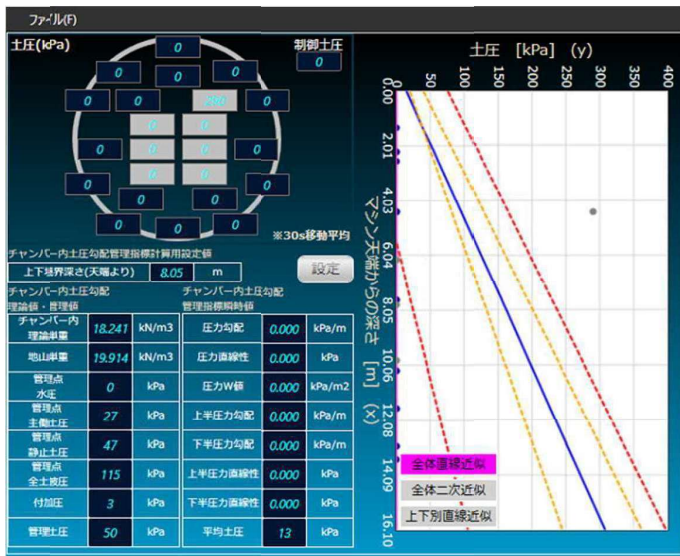 ファイル(F)
土圧(kPa)
制御土圧
0
0
0 0 0
0 0 290 0
0 0
0 0 0 0
0 0
0 0
0 0
0 0
0
※30s移動平均
チャンバー内土圧勾配管理指標計算用設定値
上下境界深さ(天端より) 8.05 m
設定
チャンバー内土圧勾配
理論値・管理値
チャンバー内
理論単重 18.241 kN/m3
地山単重 19.914 kN/m3
管理点
水圧 0 kPa
管理点
主働土圧 27 kPa
管理点
静止土圧 47 kPa
管理点
全土被圧 115 kPa
付加圧 3 kPa
管理土圧 50 kPa
チャンバー内土圧勾配
管理指標瞬時値
圧力勾配 0.000 kPa/m
圧力直線性 0.000 kPa
圧力W値 0.000 kPa/m2
上半圧力勾配 0.000 kPa/m
下半圧力勾配 0.000 kPa/m
上半圧力直線性 0.000 kPa
下半圧力直線性 0.000 kPa
平均土圧 13 kPa
土圧 [kPa] (y)
0 50 100 150 200 250 300 350 400
0.00
2.01
4.03
6.04
8.05
10.06
12.08
14.09
16.10
マシン天端からの深さ [m] (x)
全体直線近似
全体二次近似
上下別直線近似